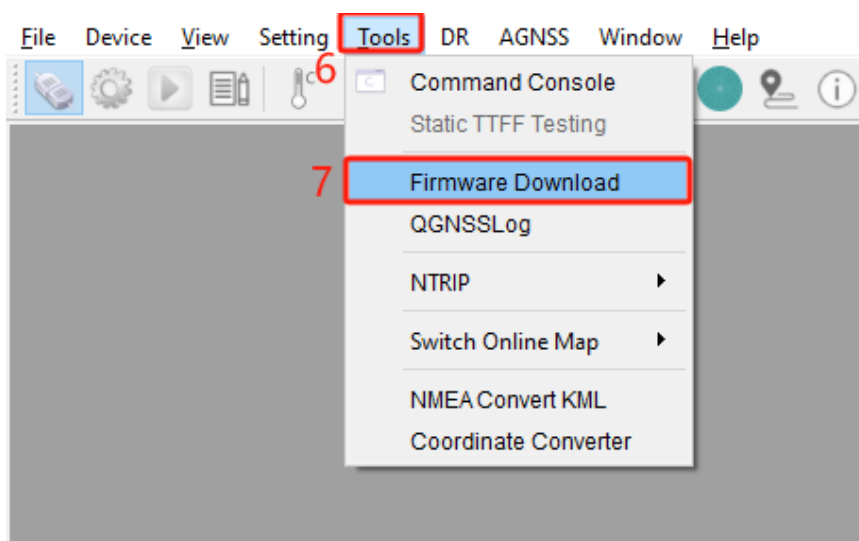 File Device View Setting Tools DR AGNSS Window Help
6
C
Command Console
Static TTFF Testing
7
Firmware Download
QGNSSLog
NTRIP
Switch Online Map
NMEA Convert KML
Coordinate Converter